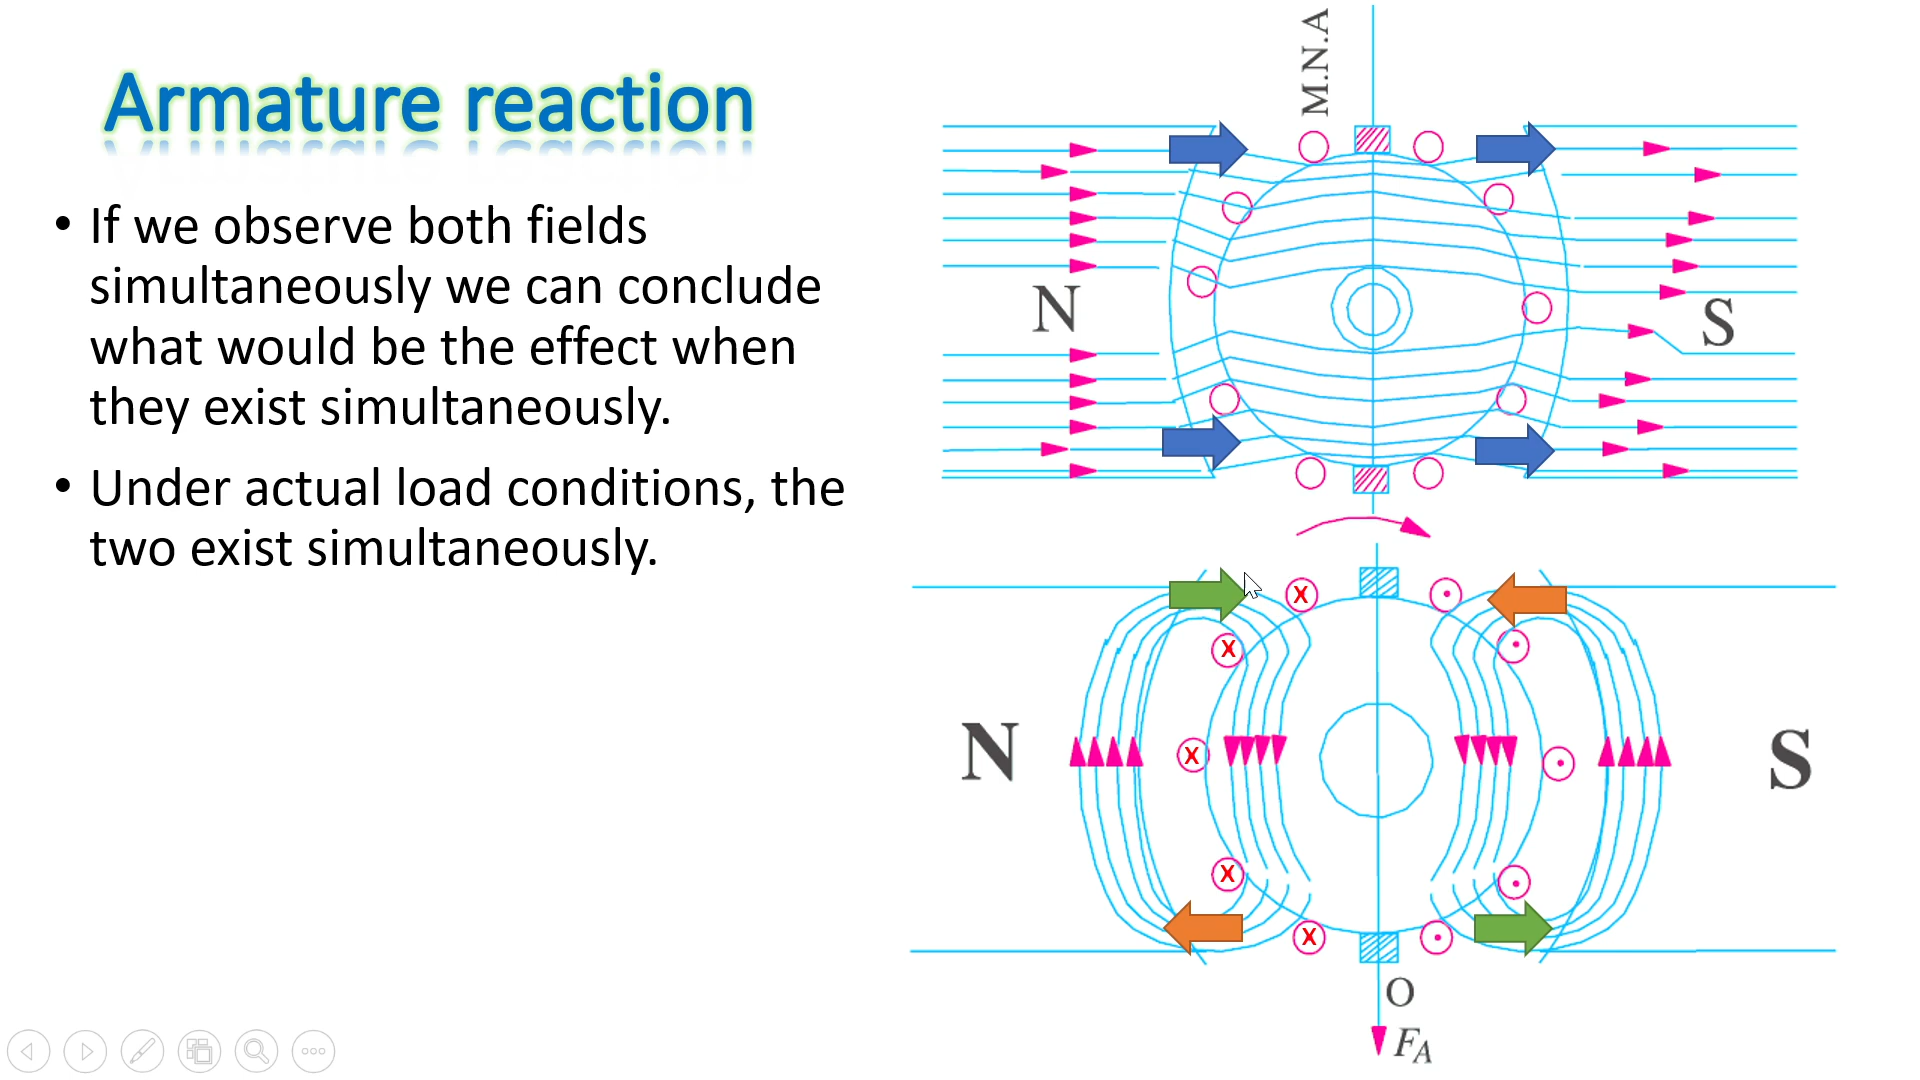 Armature reaction
• If we observe both fields
simultaneously we can conclude
what would be the effect when
they exist simultaneously.
• Under actual load conditions, the
two exist simultaneously.
M.N.A
N
S
X
X
N
X
S
X
X
O
FA